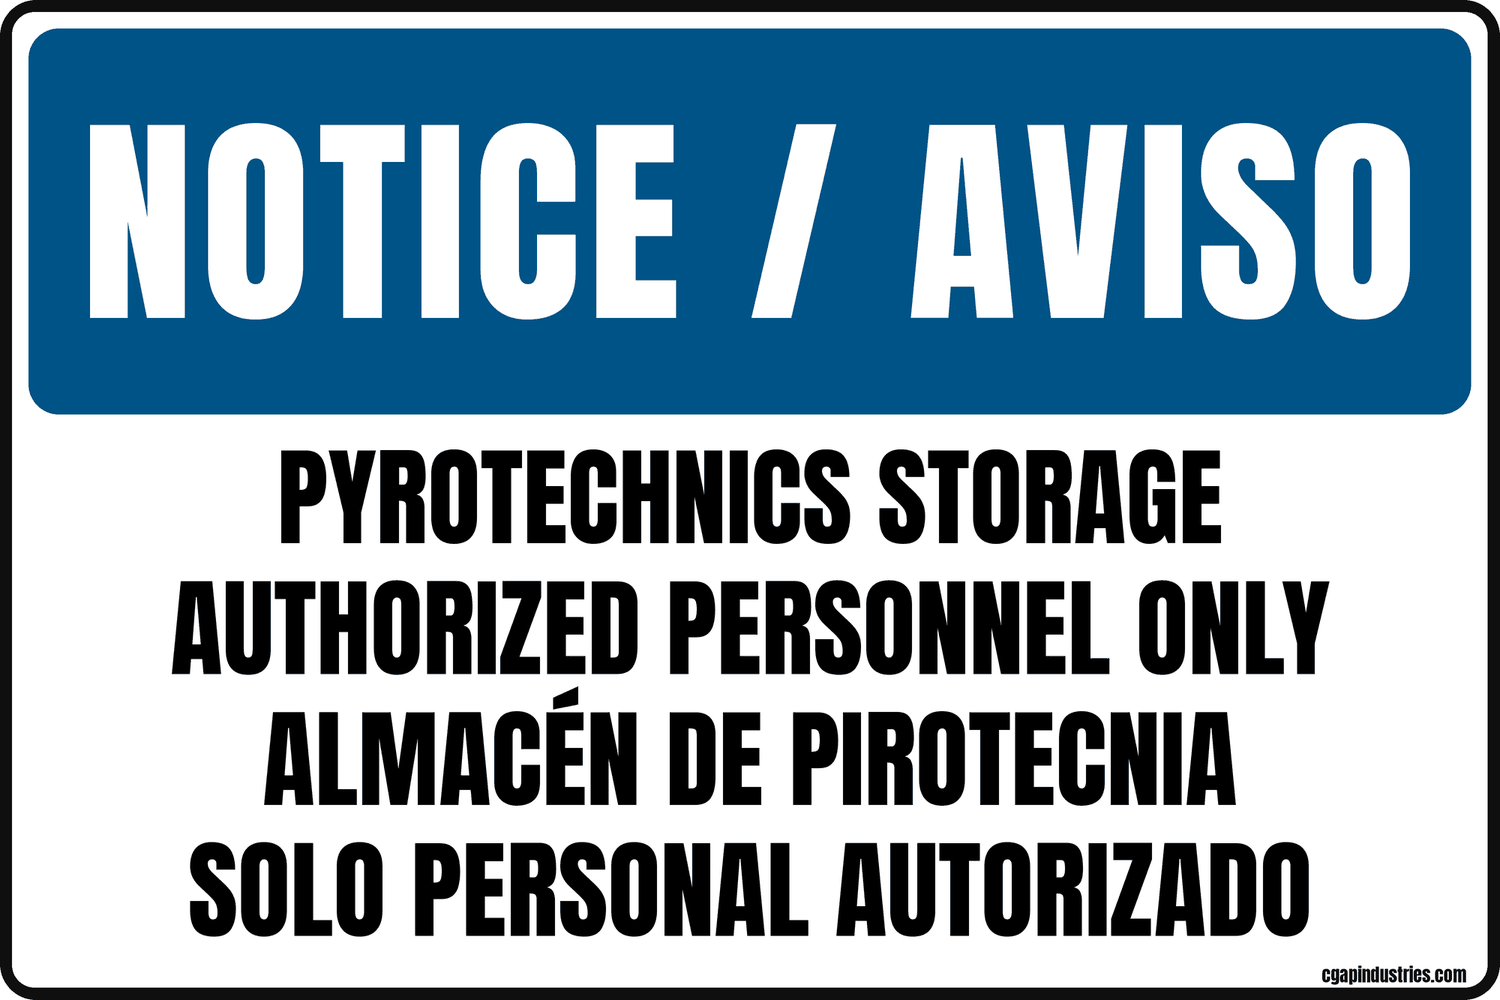 NOTICE / AVISO
PYROTECHNICS STORAGE
AUTHORIZED PERSONNEL ONLY
ALMACÉN DE PIROTECNIA
SOLO PERSONAL AUTORIZADO
cgapindustries.com